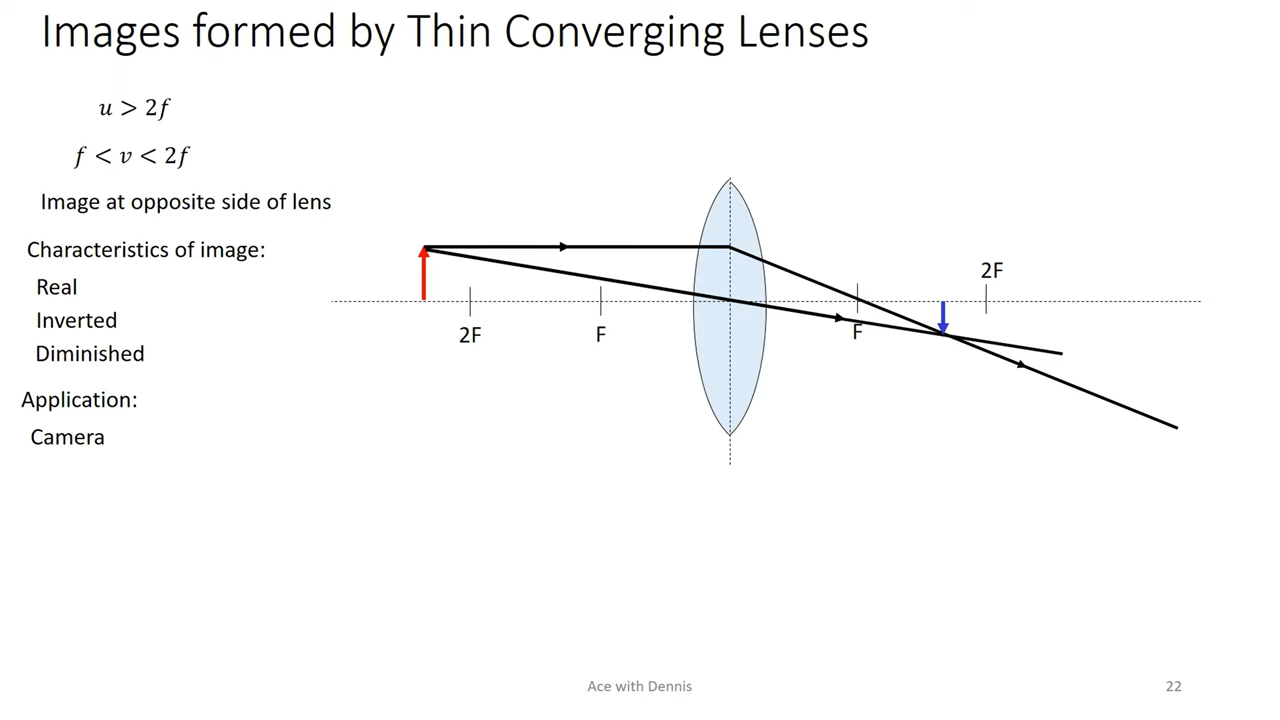 Images formed by Thin Converging Lenses
u > 2f
f < v < 2f
Image at opposite side of lens
Characteristics of image:
Real
Inverted
Diminished
Application:
Camera
2F
2F
F
F
Ace with Dennis
22